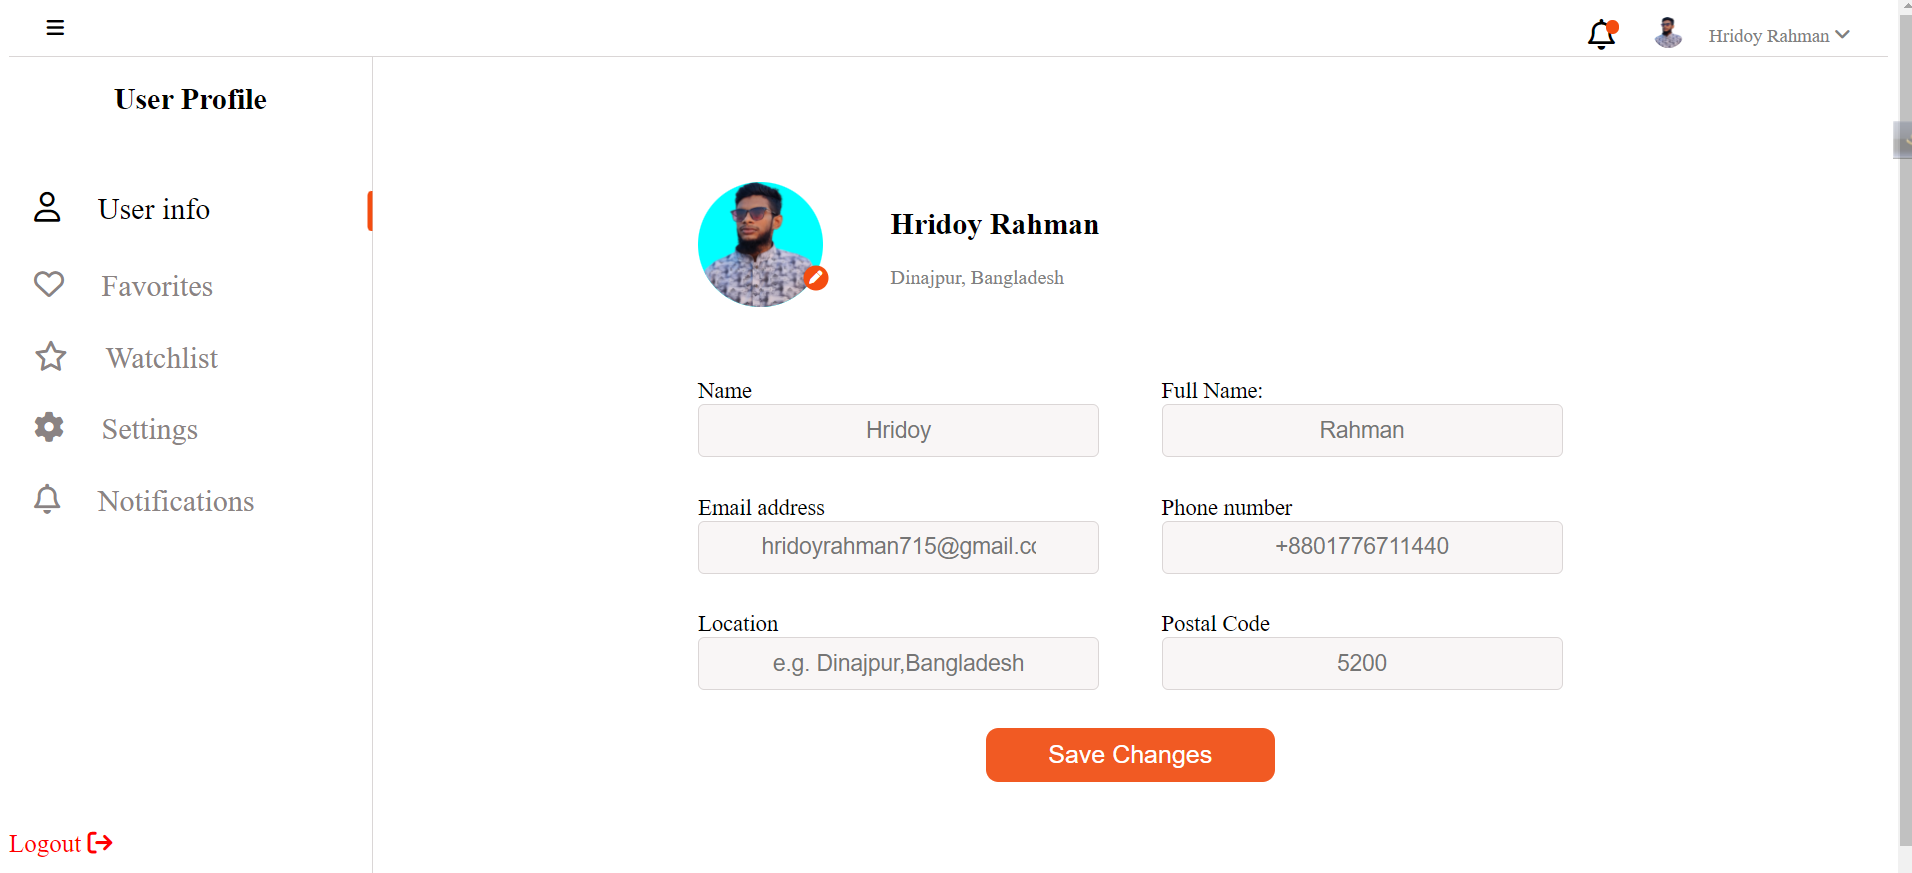 Hridoy Rahman
User Profile
User info
Favorites
Watchlist
Settings
Notifications
Logout
Hridoy Rahman
Dinajpur, Bangladesh
Name
Full Name:
Hridoy
Rahman
Email address
Phone number
hridoyrahman715@gmail.cc
+8801776711440
Location
Postal Code
e.g. Dinajpur,Bangladesh
5200
Save Changes